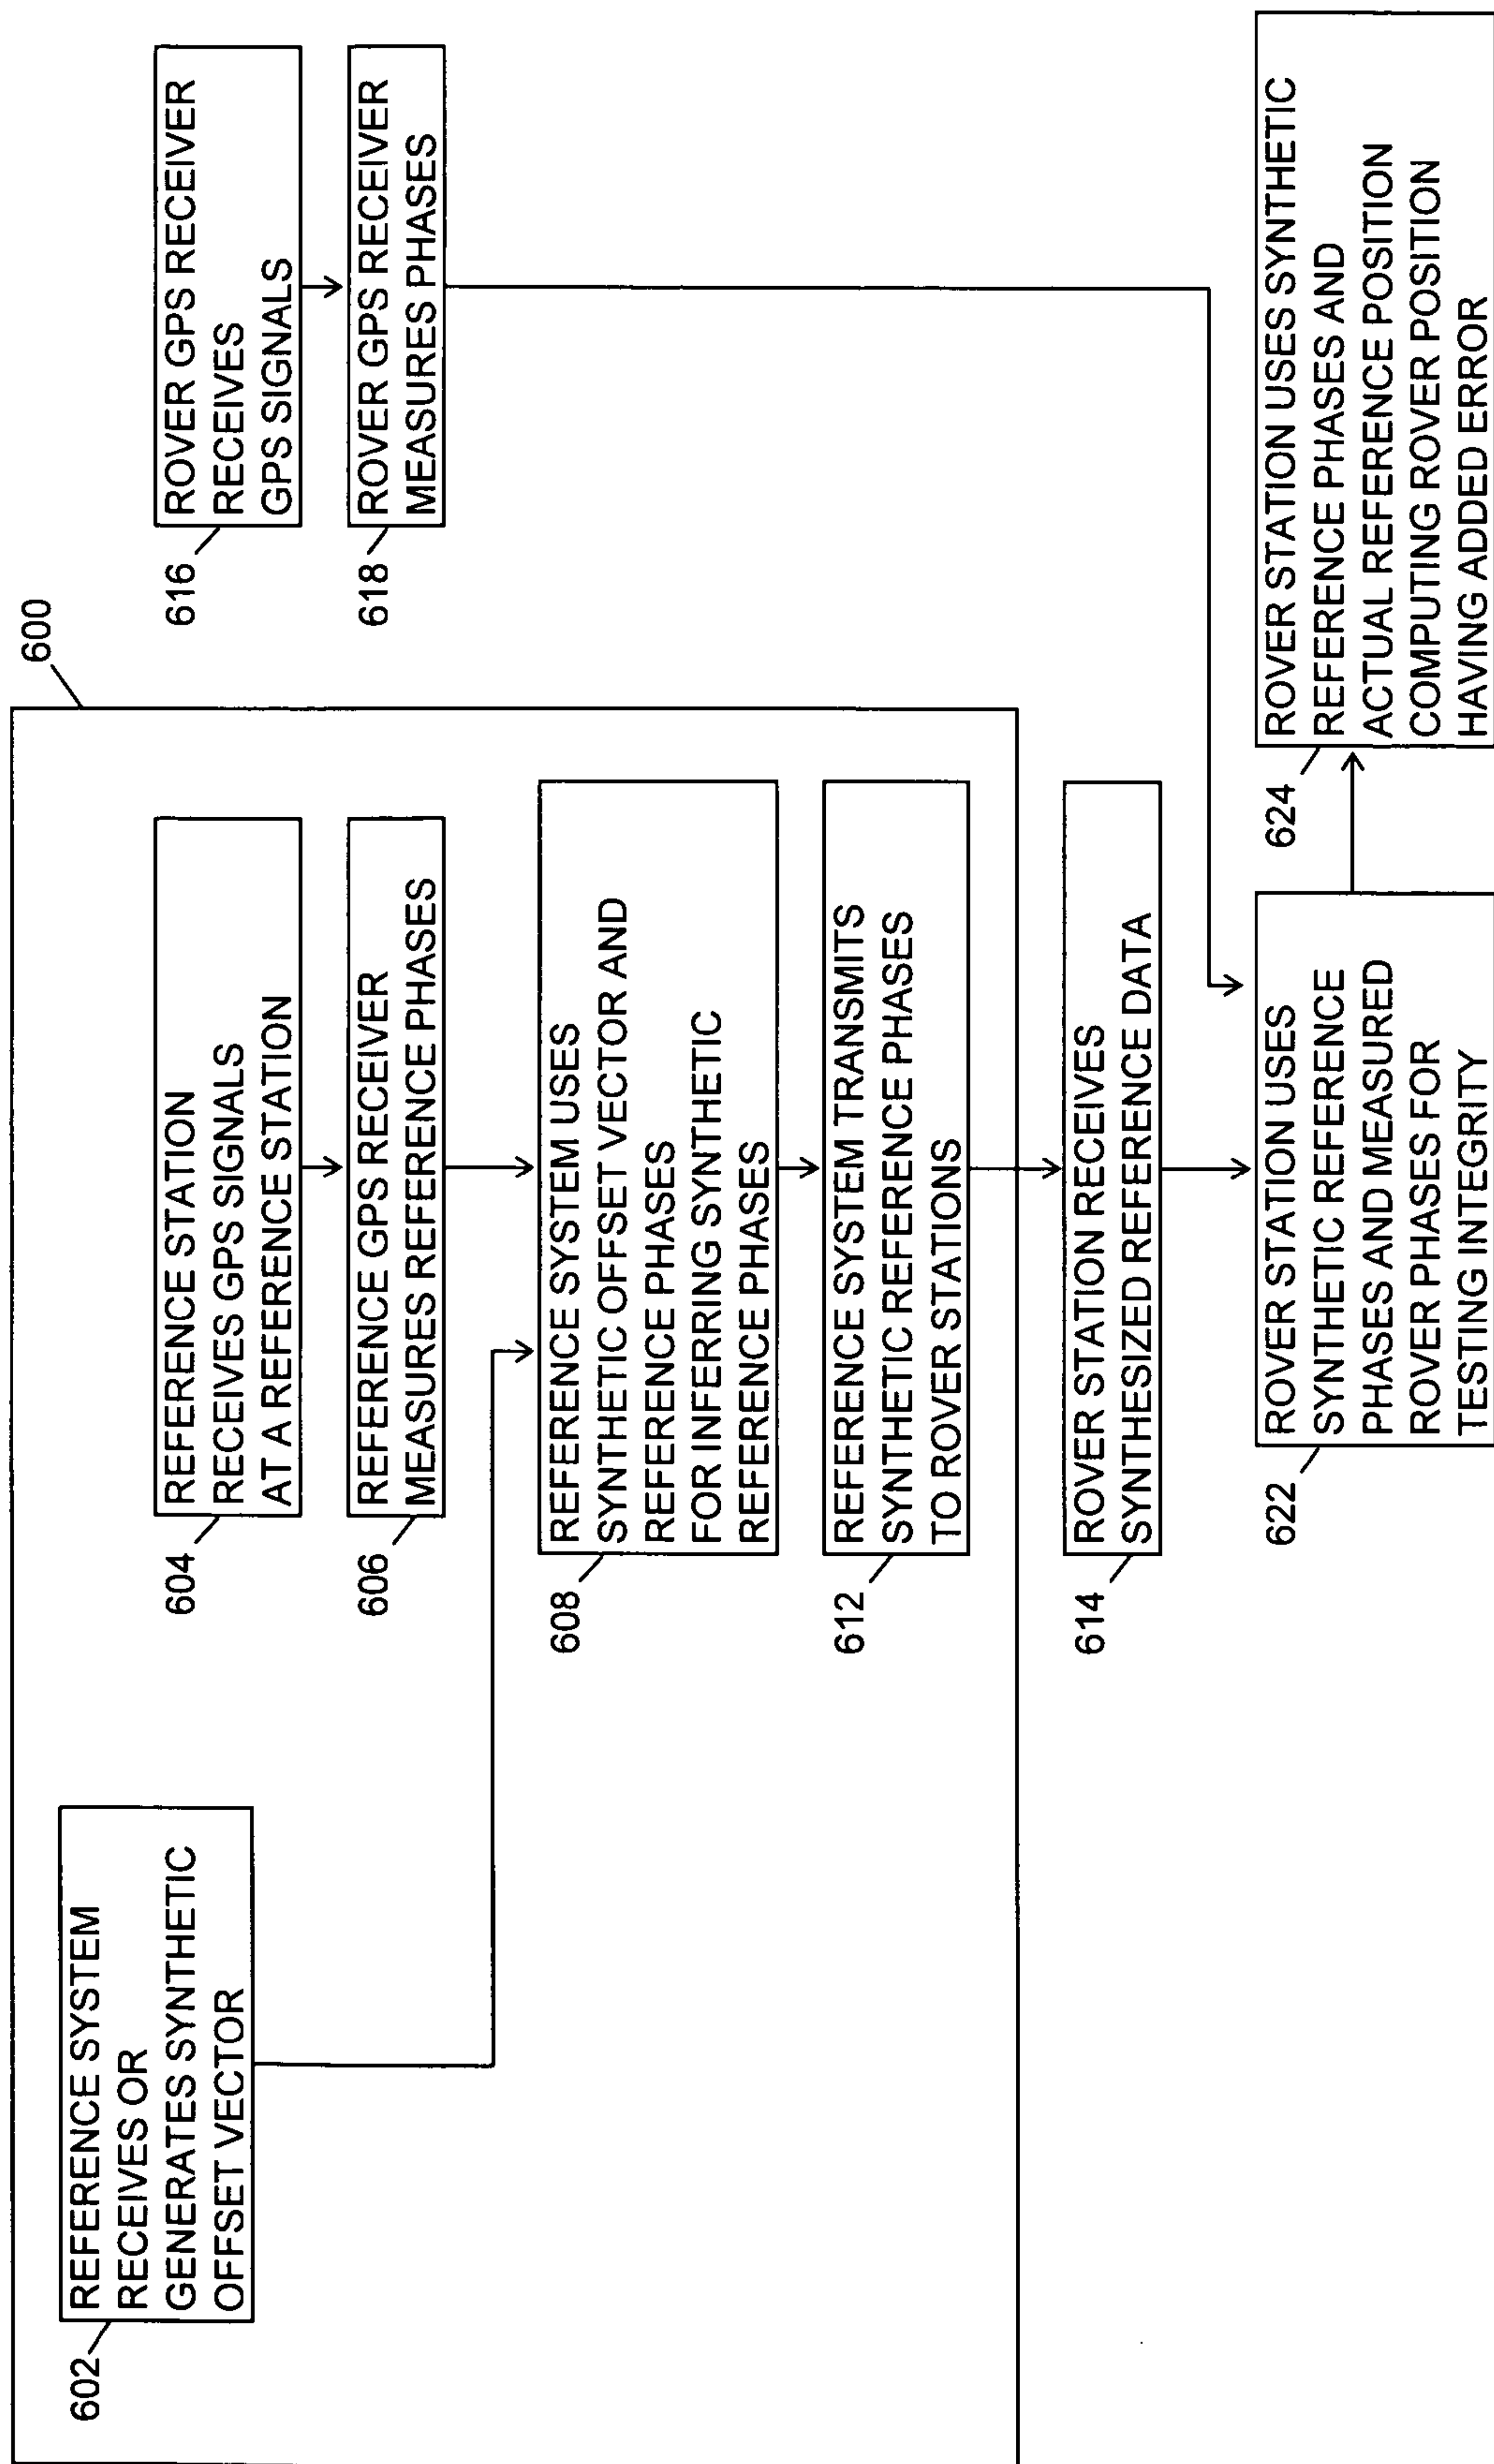 600
602
REFERENCE SYSTEM
RECEIVES OR
GENERATES SYNTHETIC
OFFSET VECTOR
604
REFERENCE STATION
RECEIVES GPS SIGNALS
AT A REFERENCE STATION
606
REFERENCE GPS RECEIVER
MEASURES REFERENCE PHASES
608
REFERENCE SYSTEM USES
SYNTHETIC OFFSET VECTOR AND
REFERENCE PHASES
FOR INFERRING SYNTHETIC
REFERENCE PHASES
612
REFERENCE SYSTEM TRANSMITS
SYNTHETIC REFERENCE PHASES
TO ROVER STATIONS
614
ROVER STATION RECEIVES
SYNTHESIZED REFERENCE DATA
616
ROVER GPS RECEIVER
RECEIVES
GPS SIGNALS
618
ROVER GPS RECEIVER
MEASURES PHASES
622
ROVER STATION USES
SYNTHETIC REFERENCE
PHASES AND MEASURED
ROVER PHASES FOR
TESTING INTEGRITY
624
ROVER STATION USES SYNTHETIC
REFERENCE PHASES AND
ACTUAL REFERENCE POSITION
COMPUTING ROVER POSITION
HAVING ADDED ERROR